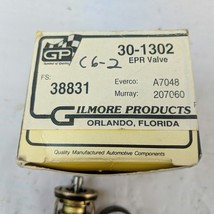 GP
30-1302
EPR Valve
C6-2
FS:
38831
Everco: A7048
Murray: 207060
GILMORE PRODUCTS
ORLANDO, FLORIDA
Quality Manufactured Automotive Components